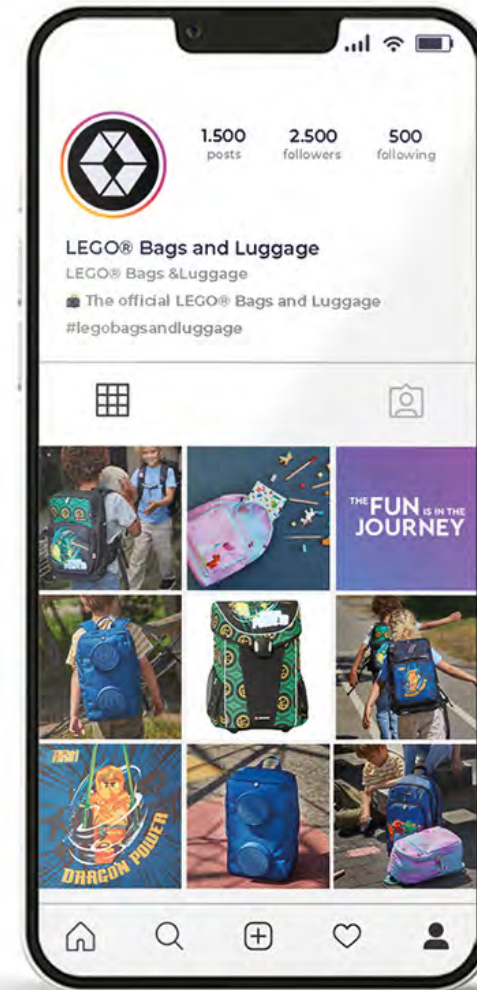 1.500 2.500 500
posts followers following
LEGO® Bags and Luggage
LEGO® Bags &Luggage
The official LEGO® Bags and Luggage
#legobagsandluggage
THE FUN IS IN THE
JOURNEY
ARIN
DRAGON POWER